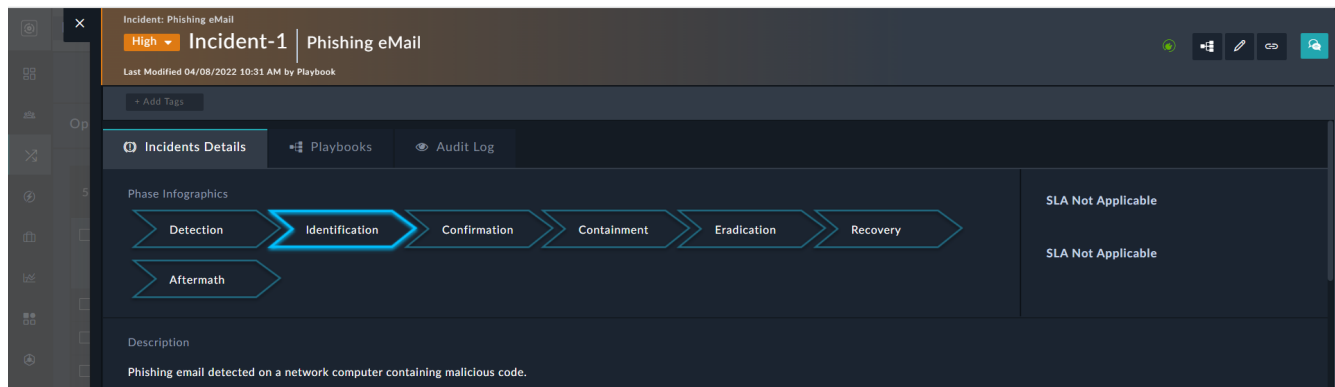 Incident: Phishing eMail
High Incident-1 Phishing eMail
Last Modified 04/08/2022 10:31 AM by Playbook
+ Add Tags
Op
Incidents Details Playbooks Audit Log
S
Phase Infographics
SLA Not Applicable
Detection Identification Confirmation Containment Eradication Recovery
SLA Not Applicable
Aftermath
Description
Phishing email detected on a network computer containing malicious code.